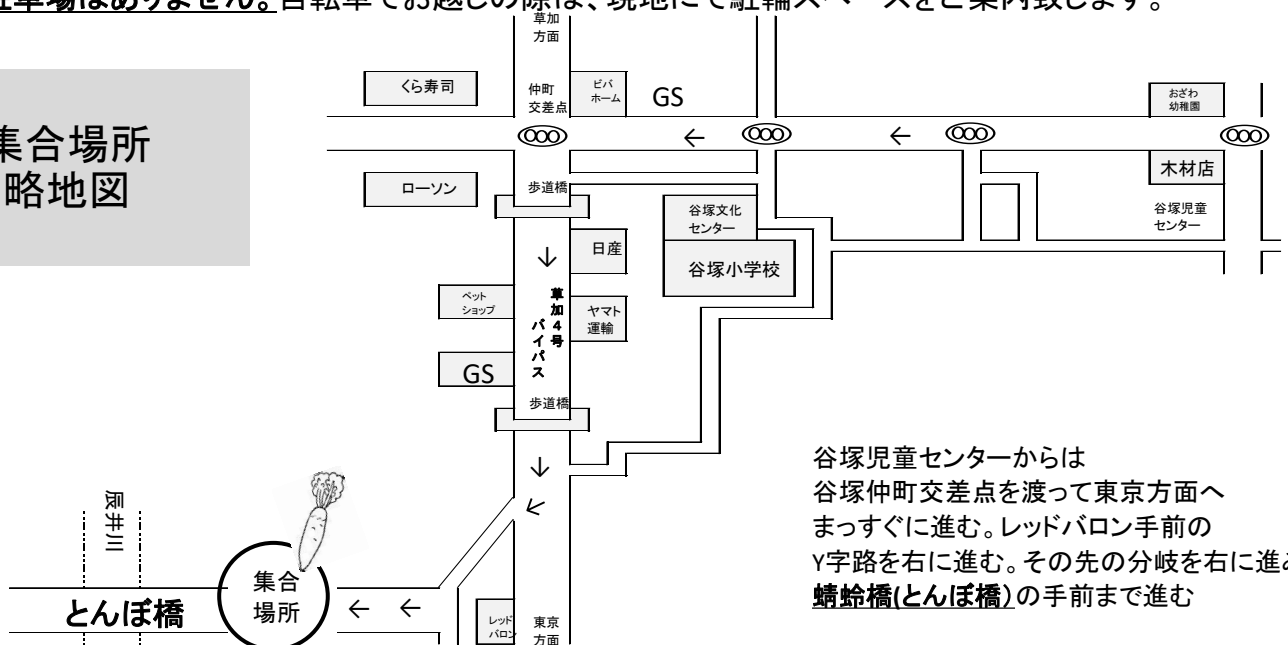 駐車場はありません。自転車でお越しの際は、現地にて駐輪スペースをご案内致します。
草加
方面
くら寿司
仲町
交差点
ビバ
ホーム
GS
おざわ
幼稚園
集合場所
略地図
←
←
ローソン
歩道橋
木材店
谷塚文化
センター
谷塚児童
センター
↓
日産
谷塚小学校
ペット
ショップ
草加4号
バイパス
ヤマト
運輸
GS
歩道橋
↓
↙
谷塚児童センターからは
谷塚仲町交差点を渡って東京方面へ
まっすぐに進む。レッドバロン手前の
Y字路を右に進む。その先の分岐を右に進み
蜻蛉橋(とんぼ橋)の手前まで進む
辰井川
集合
場所
とんぼ橋
← ←
レッド
バロン
東京
方面